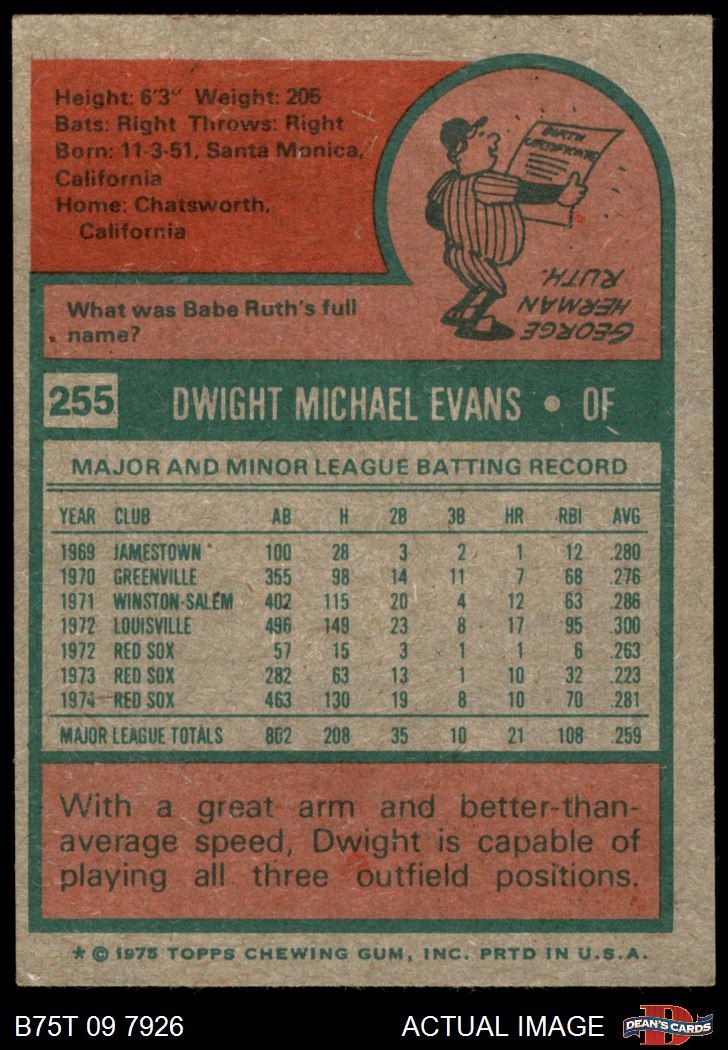 Height: 6'3" Weight: 205
Bats: Right Throws: Right
Born: 11-3-51, Santa Monica,
California
Home: Chatsworth,
California
BIRTH
CERTIFICATE
GEORGE
HERMAN
RUTH.
What was Babe Ruth's full
name?
255 DWIGHT MICHAEL EVANS • OF
MAJOR AND MINOR LEAGUE BATTING RECORD
YEAR CLUB AB H 2B 3B HR RBI AVG
1969 JAMESTOWN 100 28 3 2 1 12 .280
1970 GREENVILLE 355 98 14 11 7 68 .276
1971 WINSTON-SALEM 402 115 20 4 12 63 .286
1972 LOUISVILLE 496 149 23 8 17 95 .300
1972 RED SOX 57 15 3 1 1 6 .263
1973 RED SOX 282 63 13 1 10 32 .223
1974 RED SOX 463 130 19 8 10 70 .281
MAJOR LEAGUE TOTALS 802 208 35 10 21 108 .259
With a great arm and better-than-
average speed, Dwight is capable of
playing all three outfield positions.
* © 1975 TOPPS CHEWING GUM, INC. PRTD IN U.S.A.
B75T 09 7926 ACTUAL IMAGE DEAN'S CARDS